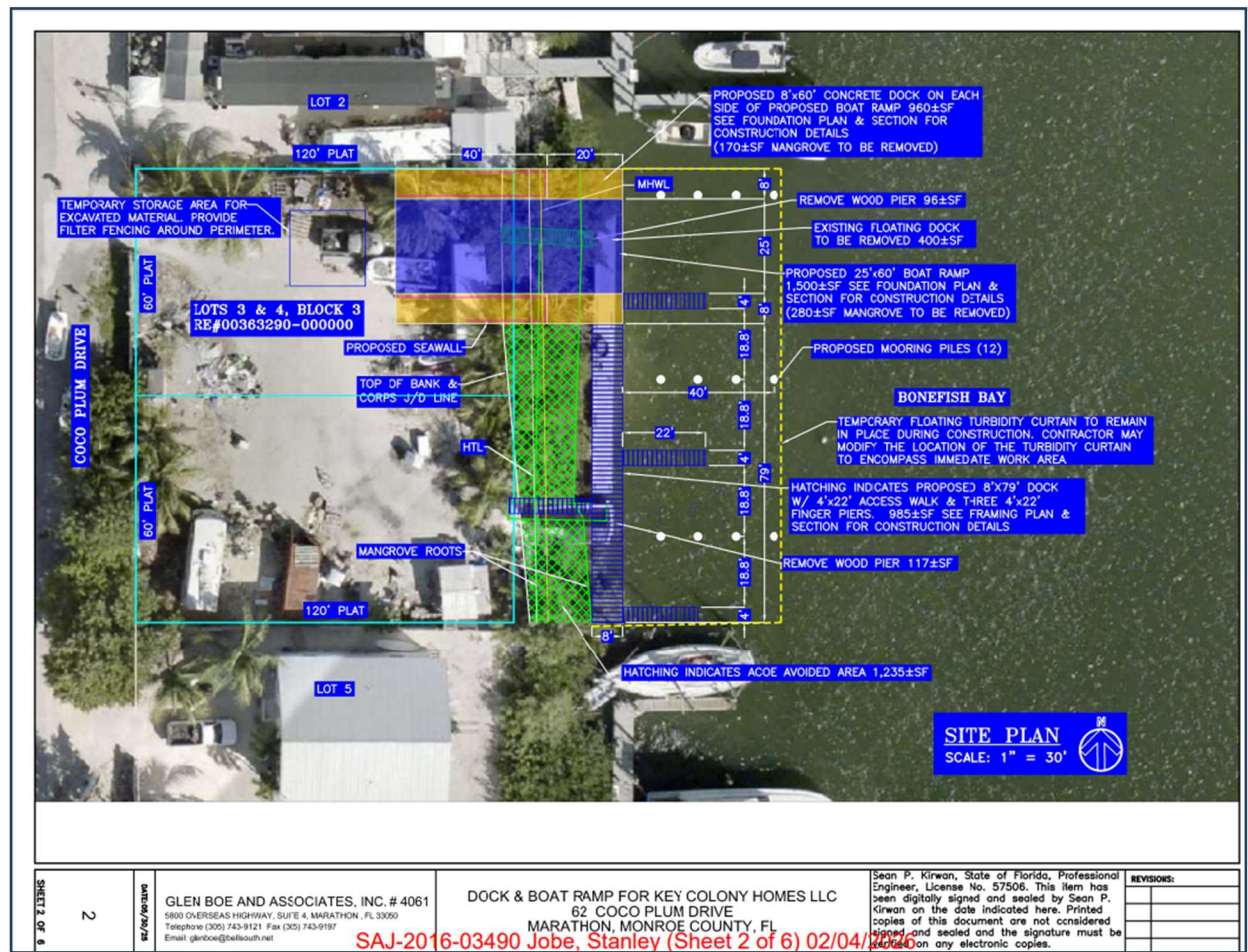 LOT 2
120' PLAT
40'
20'
PROPOSED 8'x60' CONCRETE DOCK ON EACH
SIDE OF PROPOSED BOAT RAMP 960±SF
SEE FOUNDATION PLAN & SECTION FOR
CONSTRUCTION DETAILS
(170±SF MANGROVE TO BE REMOVED)
MHWL
8'
TEMPORARY STORAGE AREA FOR
EXCAVATED MATERIAL. PROVIDE
FILTER FENCING AROUND PERIMETER.
REMOVE WOOD PIER 96±SF
EXISTING FLOATING DOCK
TO BE REMOVED 400±SF
25'
60' PLAT
PROPOSED 25'x60' BOAT RAMP
1,500±SF SEE FOUNDATION PLAN &
SECTION FOR CONSTRUCTION DETAILS
(280±SF MANGROVE TO BE REMOVED)
4'
8'
LOTS 3 & 4, BLOCK 3
RE#00363290-000000
PROPOSED SEAWALL
18.8'
PROPOSED MOORING PILES (12)
COCO PLUM DRIVE
TOP OF BANK &
CORPS J/D LINE
40'
BONEFISH BAY
18.8'
TEMPORARY FLOATING TURBIDITY CURTAIN TO REMAIN
IN PLACE DURING CONSTRUCTION. CONTRACTOR MAY
MODIFY THE LOCATION OF THE TURBIDITY CURTAIN
TO ENCOMPASS IMMEDIATE WORK AREA
HTL
22'
4'
79'
HATCHING INDICATES PROPOSED 8'X79' DOCK
W/ 4'x22' ACCESS WALK & THREE 4'x22'
FINGER PIERS. 985±SF SEE FRAMING PLAN &
SECTION FOR CONSTRUCTION DETAILS
18.8'
60' PLAT
MANGROVE ROOTS
REMOVE WOOD PIER 117±SF
18.8'
120' PLAT
4'
8'
HATCHING INDICATES ACOE AVOIDED AREA 1,235±SF
LOT 5
SITE PLAN
SCALE: 1" = 30'
N
SHEET 2 OF 6
2
DATE:06/30/25
GLEN BOE AND ASSOCIATES, INC. # 4061
5800 OVERSEAS HIGHWAY, SUITE 4, MARATHON , FL 33050
Telephone (305) 743-9121 Fax (305) 743-9197
Email: glenboe@bellsouth.net
DOCK & BOAT RAMP FOR KEY COLONY HOMES LLC
62 COCO PLUM DRIVE
MARATHON, MONROE COUNTY, FL
Sean P. Kirwan, State of Florida, Professional
Engineer, License No. 57506. This item has
been digitally signed and sealed by Sean P.
Kirwan on the date indicated here. Printed
copies of this document are not cnsidered
signed and sealed and the signature must be
verified on any electronic copies.
REVISIONS:
SAJ-2016-03490 Jobe, Stanley (Sheet 2 of 6) 02/04/2026